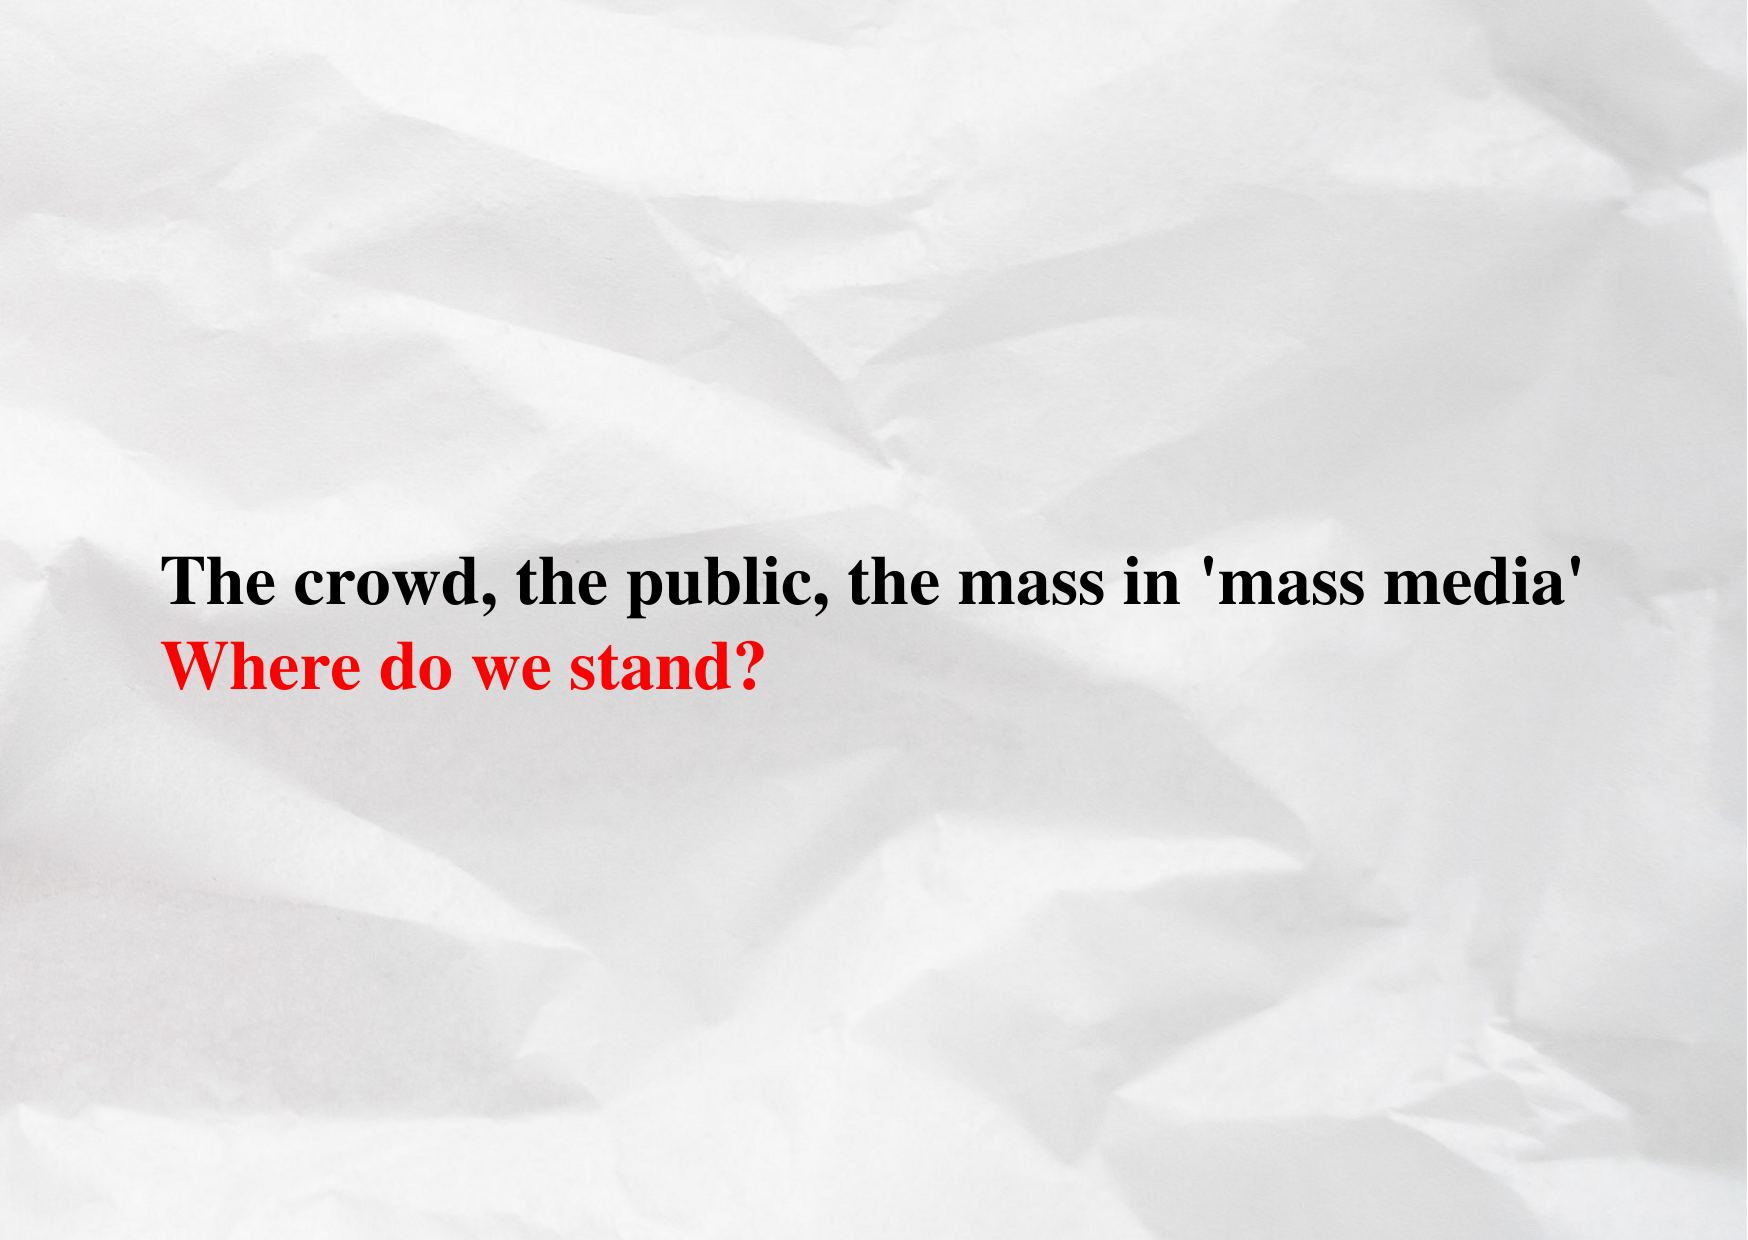 The crowd, the public, the mass in 'mass media'
Where do we stand?